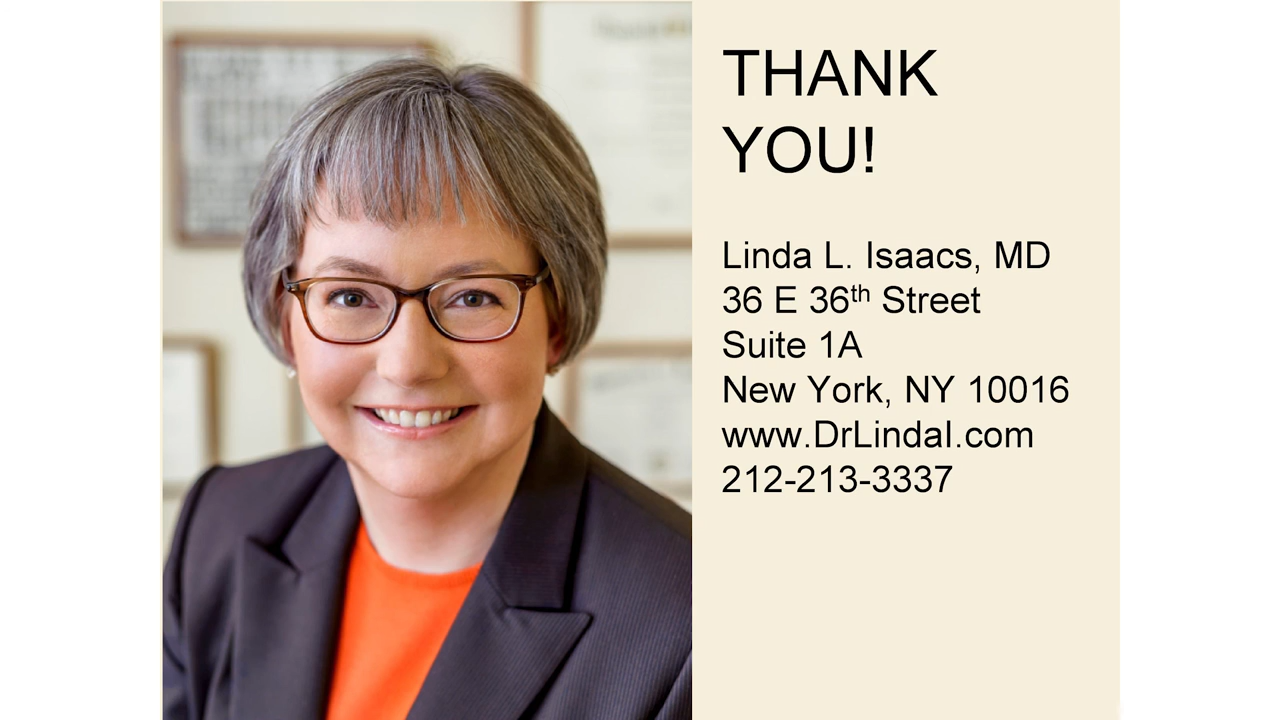 THANK
YOU!
Linda L. Isaacs, MD
36 E 36th Street
Suite 1A
New York, NY 10016
www.DrLindaI.com
212-213-3337